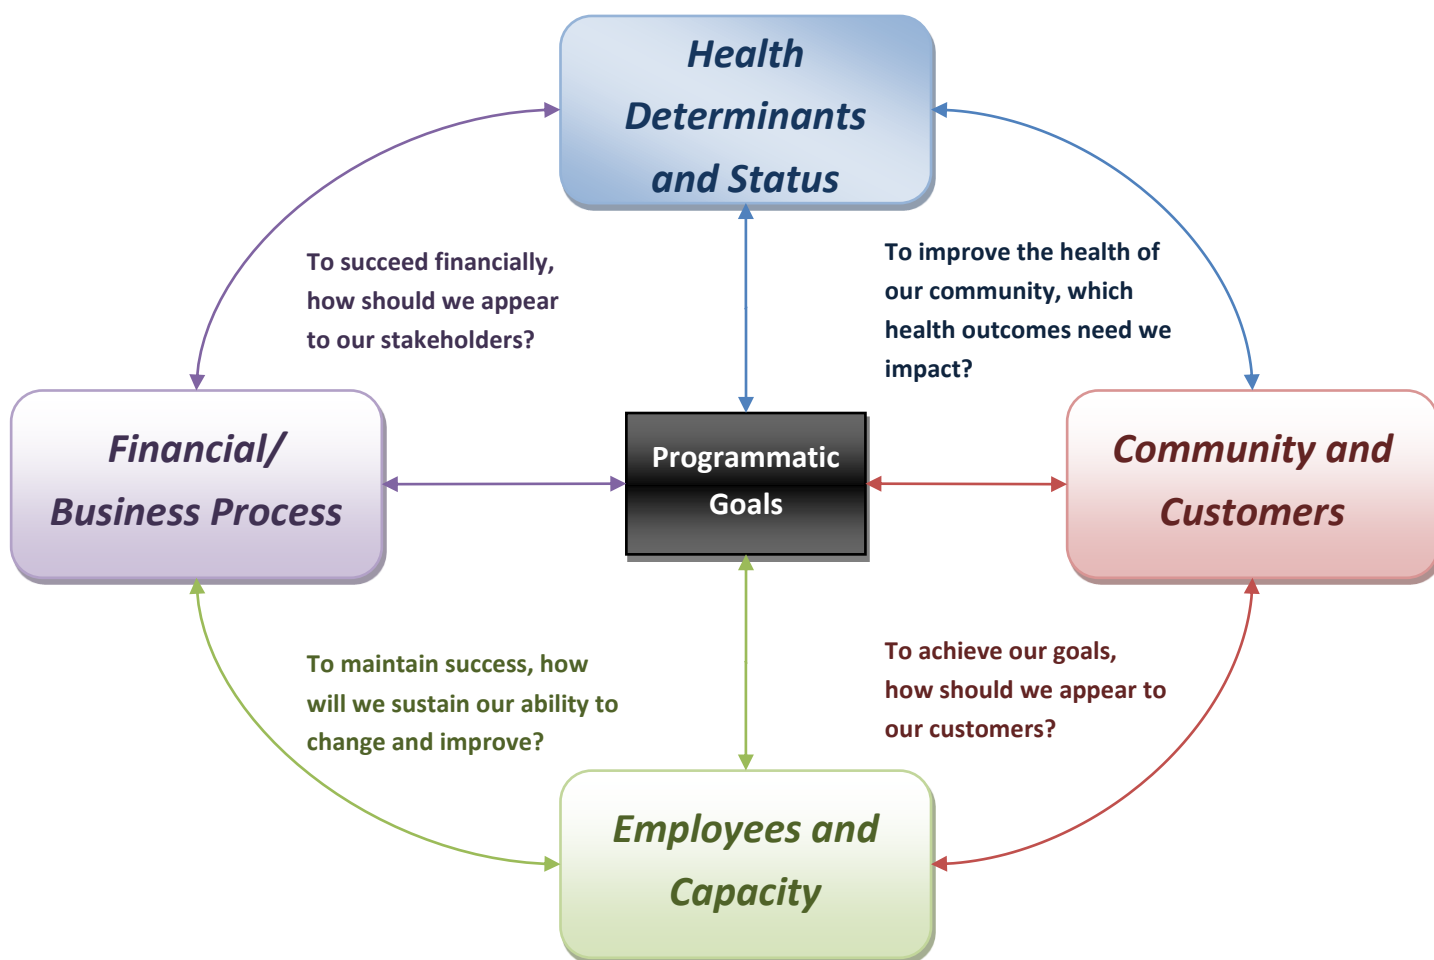 Health
Determinants
and Status
To succeed financially,
how should we appear
to our stakeholders?
To improve the health of
our community, which
health outcomes need we
impact?
Financial/
Business Process
Programmatic
Goals
Community and
Customers
To maintain success, how
will we sustain our ability to
change and improve?
To achieve our goals,
how should we appear to
our customers?
Employees and
Capacity